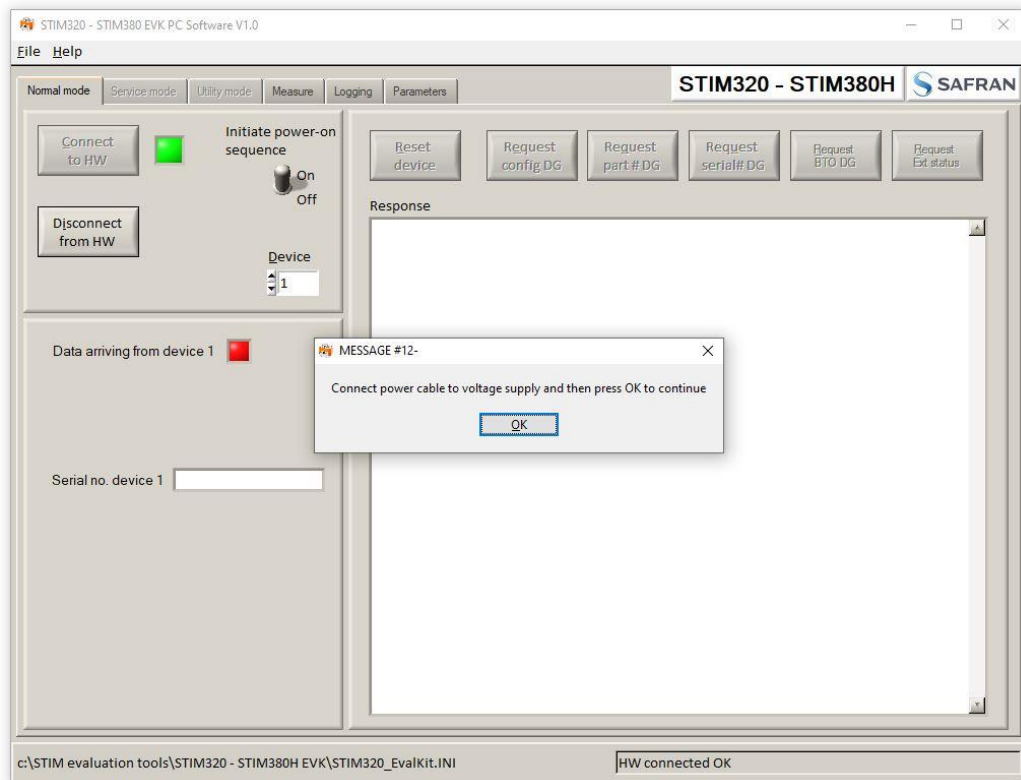 STIM320 - STIM380 EVK PC Software V1.0
File Help
Normal mode Service mode Utility mode Measure Logging Parameters
STIM320 - STIM380H SAFRAN
Connect
to HW
Initiate power-on
sequence
On
Off
Disconnect
from HW
Device
1
Reset
device
Request
config DG
Request
part # DG
Request
serial# DG
Request
BTO DG
Request
Ext status
Response
Data arriving from device 1
MESSAGE #12-
Connect power cable to voltage supply and then press OK to continue
OK
Serial no. device 1
c:\STIM evaluation tools\STIM320 - STIM380H EVK\STIM320_EvalKit.INI
HW connected OK